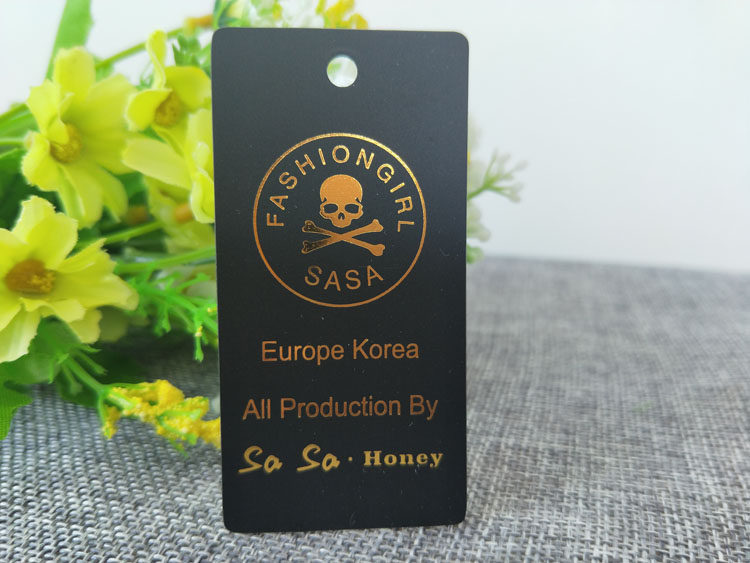 FASHIONGIRL
SASA
Europe Korea
All Production By
Sa Sa · Honey